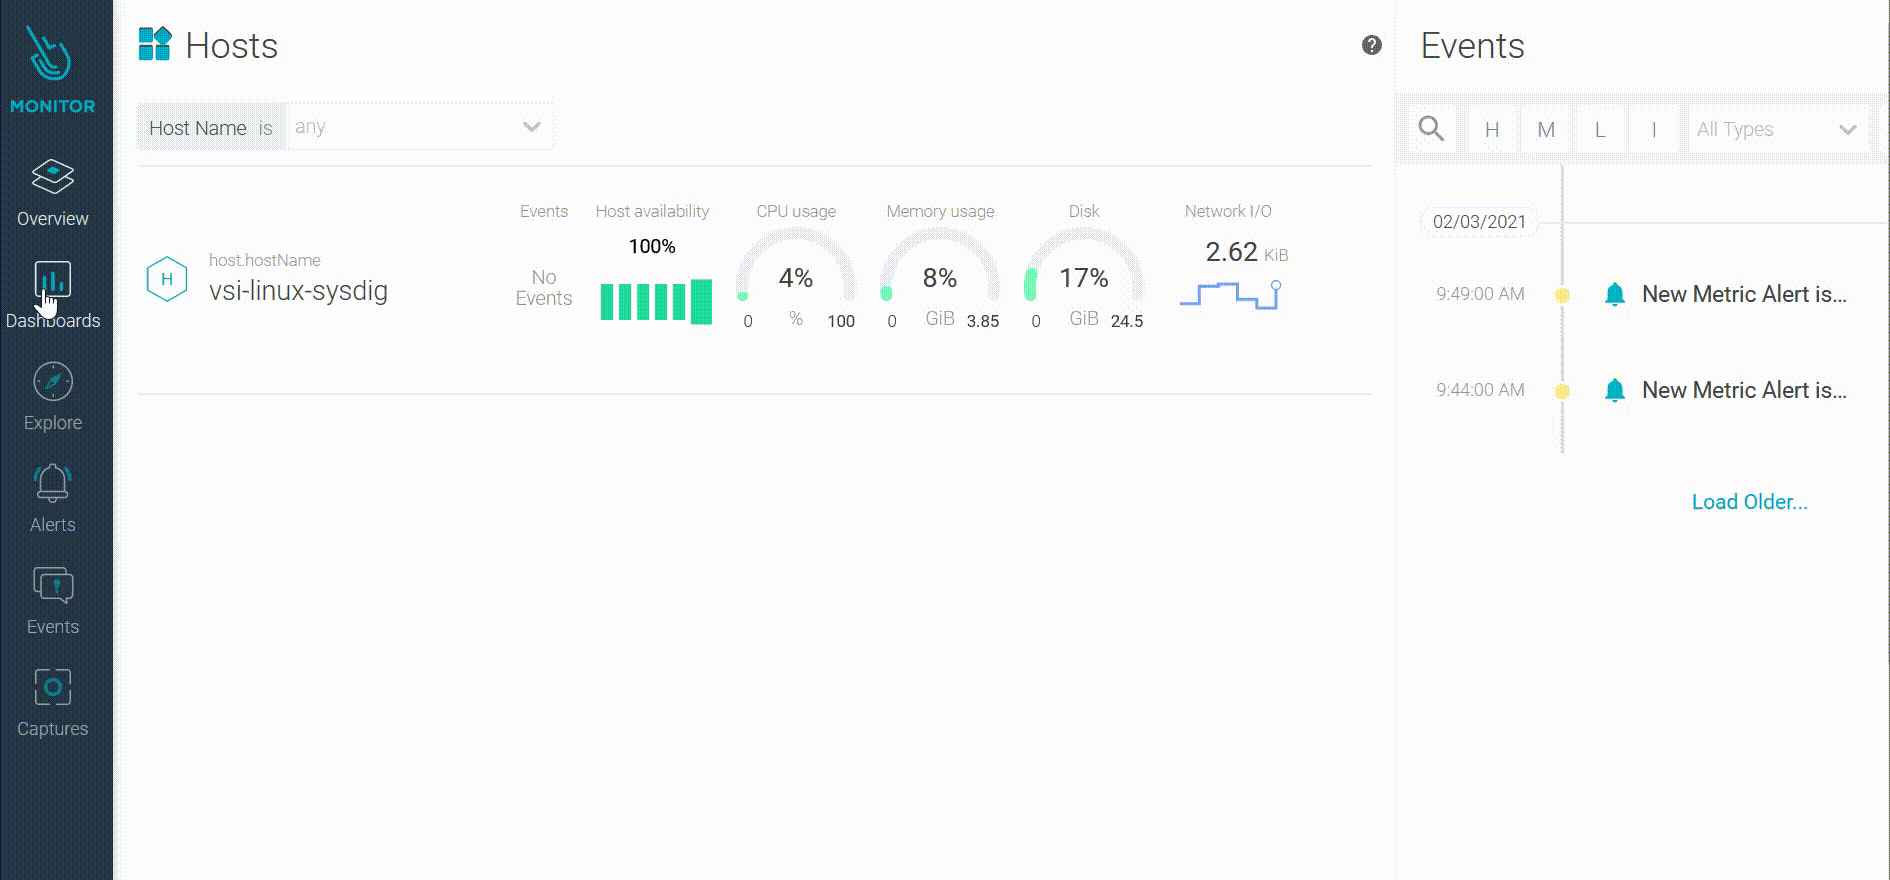 MONITOR
Overview
Dashboards
Explore
Alerts
Events
Captures
Hosts
Host Name is any
Events Host availability CPU usage Memory usage Disk Network I/O
H
host.hostName
vsi-linux-sysdig
No
Events
100%
4%
0 % 100
8%
0 GiB 3.85
17%
0 GiB 24.5
2.62 KiB
?
Events
H M L I All Types
02/03/2021
9:49:00 AM New Metric Alert is...
9:44:00 AM New Metric Alert is...
Load Older...